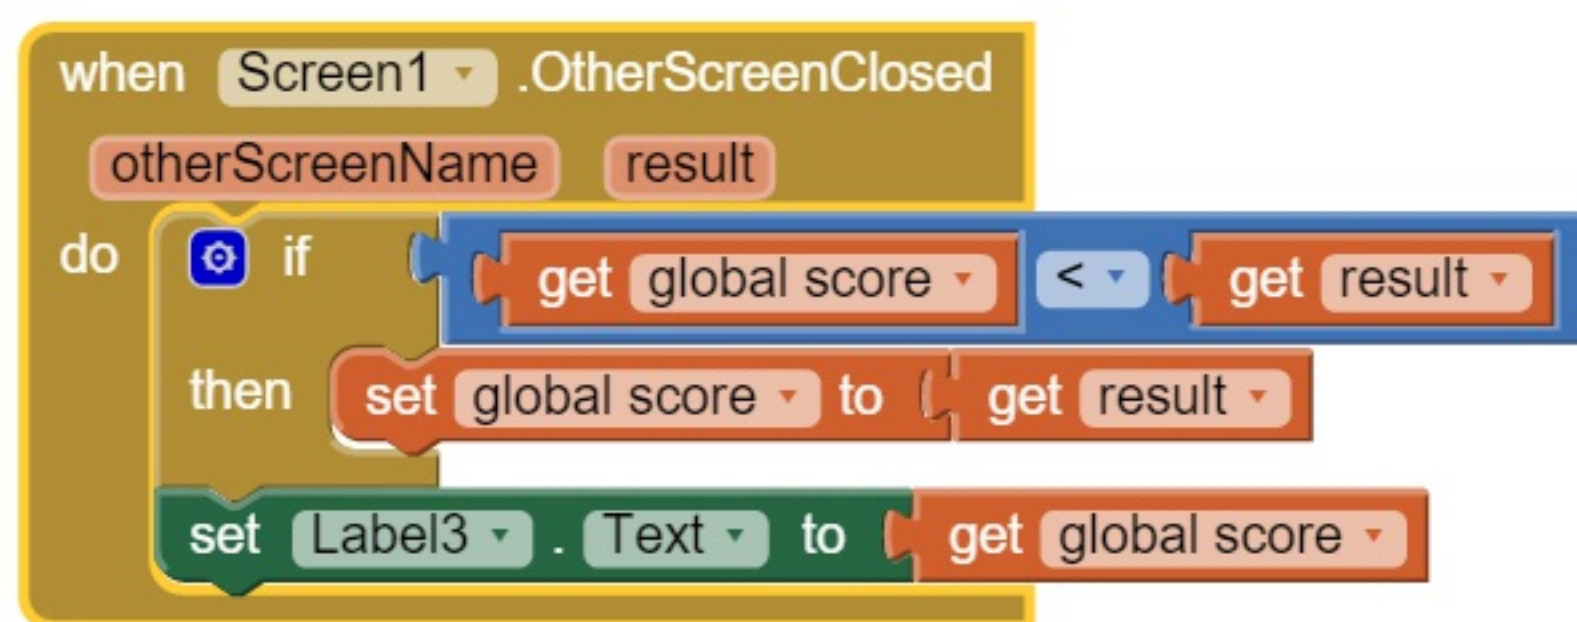 when Screen1 .OtherScreenClosed
otherScreenName result
do if get global score < get result
then set global score to get result
set Label3 . Text to get global score